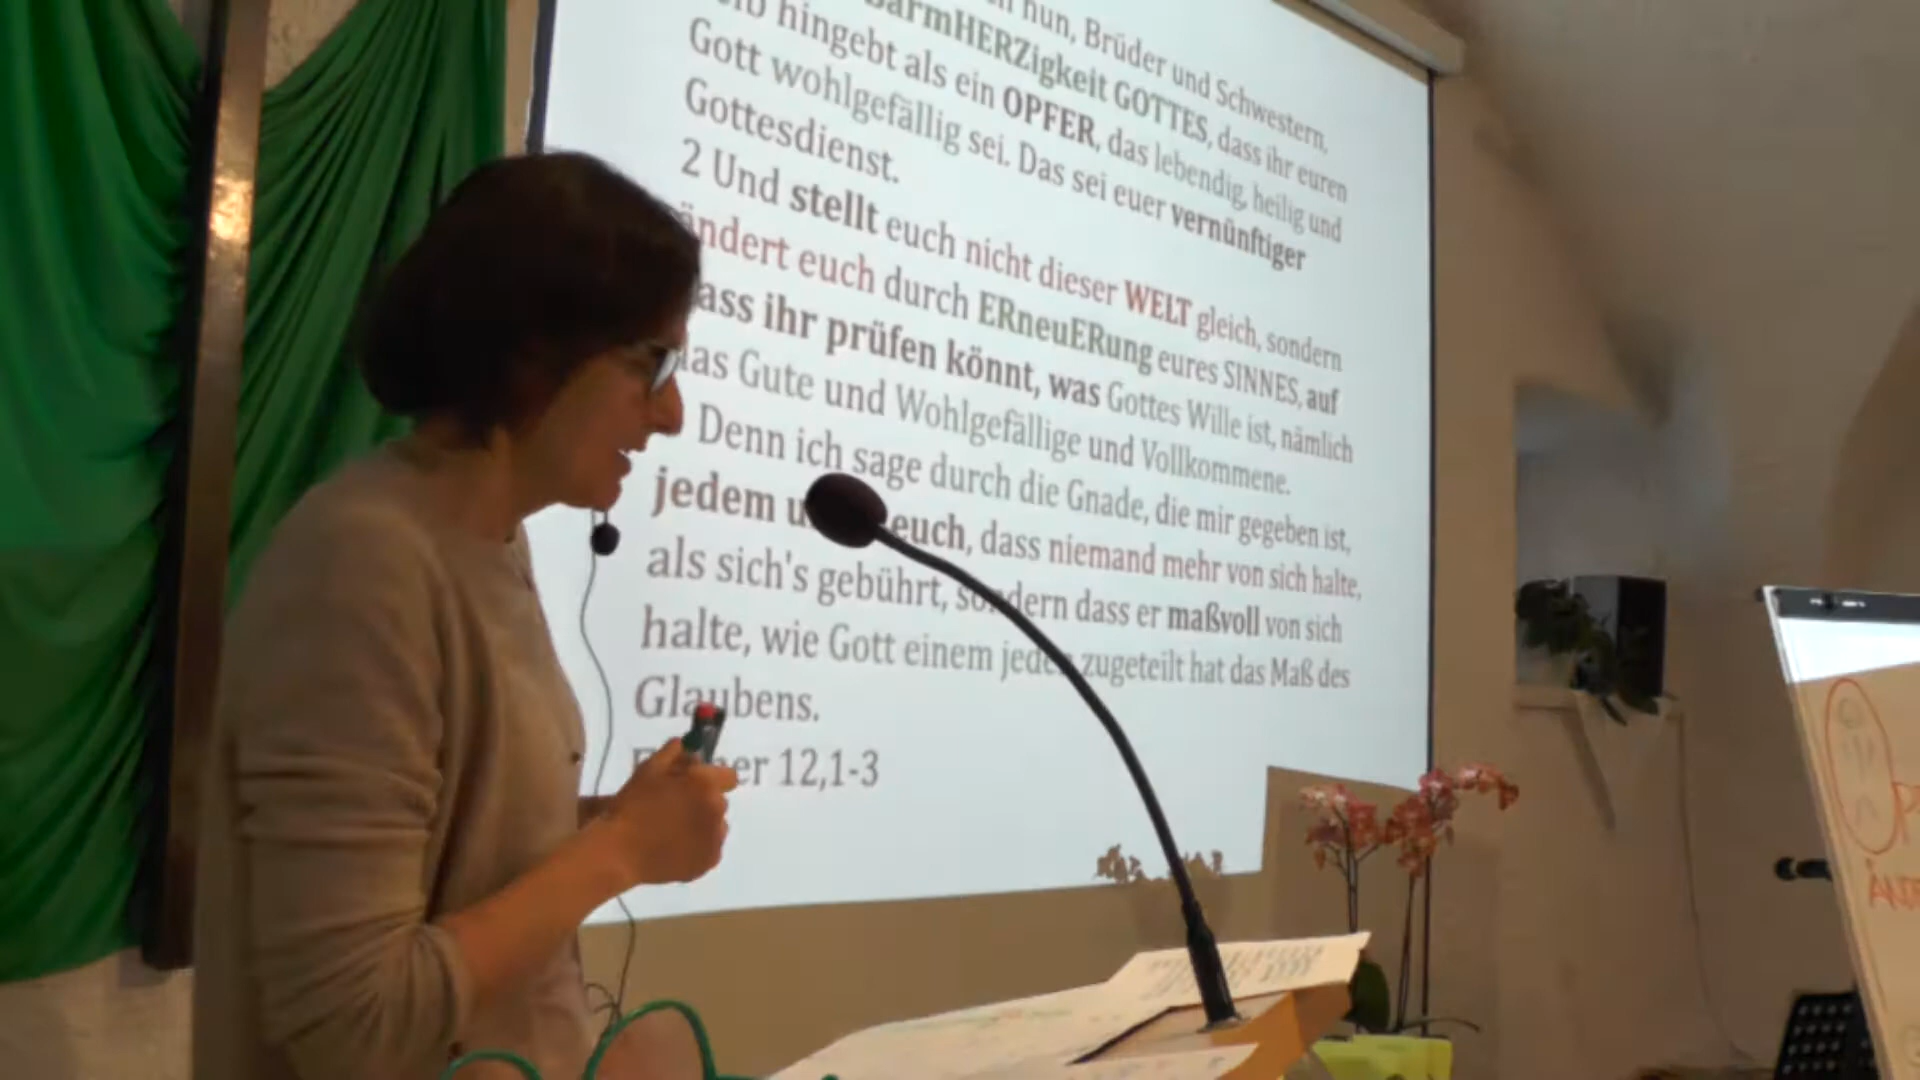 nun, Brüder und Schwestern,
BarmHERZigkeit GOTTES, dass ihr euren
hingebt als ein OPFER, das lebendig, heilig und
Gott wohlgefällig sei. Das sei euer vernünftiger
Gottesdienst.
2 Und stellt euch nicht dieser WELT gleich, sondern
ändert euch durch ERneuERung eures SINNES, auf
ass ihr prüfen könnt, was Gottes Wille ist, nämlich
das Gute und Wohlgefällige und Vollkommene.
Denn ich sage durch die Gnade, die mir gegeben ist,
jedem u euch, dass niemand mehr von sich halte,
als sich's gebührt, sondern dass er maßvoll von sich
halte, wie Gott einem jeden zugeteilt hat das Maß des
Glaubens.
er 12,1-3